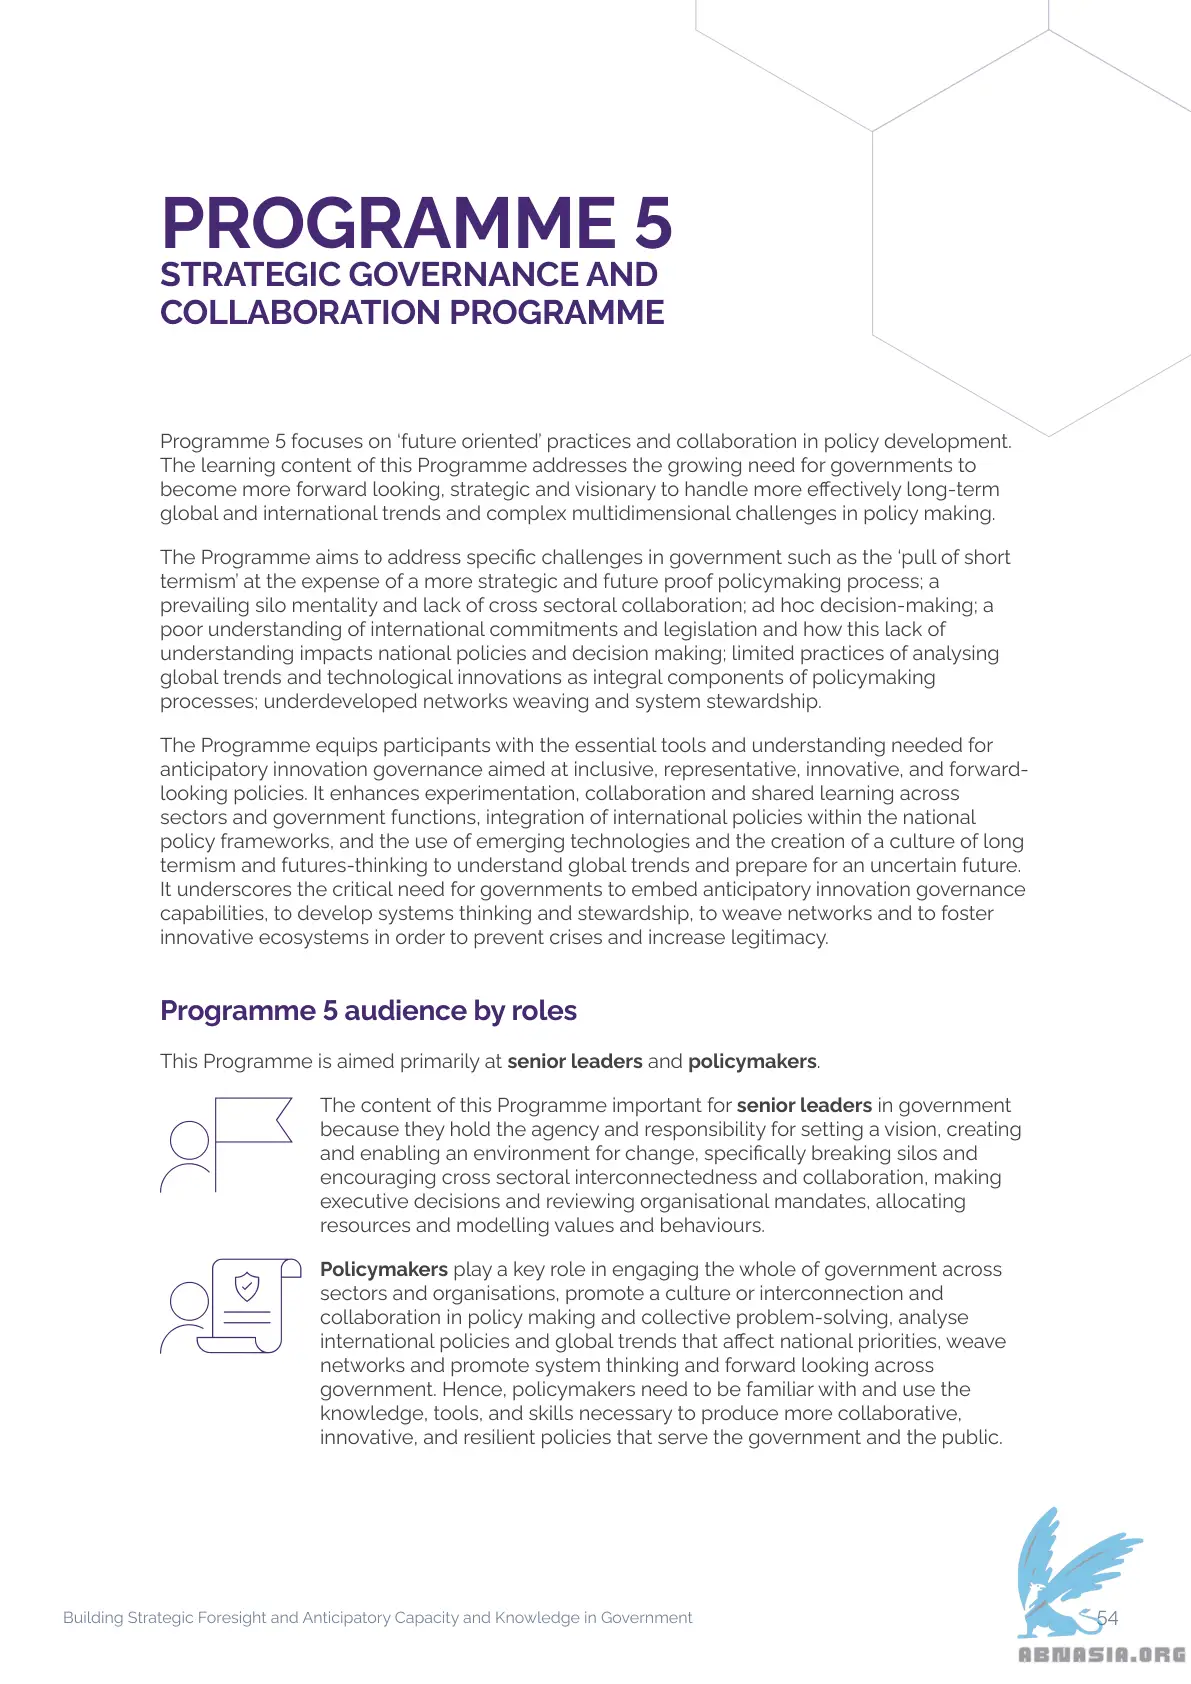 PROGRAMME 5
STRATEGIC GOVERNANCE AND
COLLABORATION PROGRAMME
Programme 5 focuses on ‘future oriented’ practices and collaboration in policy development.
The learning content of this Programme addresses the growing need for governments to
become more forward looking, strategic and visionary to handle more effectively long-term
global and international trends and complex multidimensional challenges in policy making.
The Programme aims to address specific challenges in government such as the ‘pull of short
termism’ at the expense of a more strategic and future proof policymaking process; a
prevailing silo mentality and lack of cross sectoral collaboration; ad hoc decision-making; a
poor understanding of international commitments and legislation and how this lack of
understanding impacts national policies and decision making; limited practices of analysing
global trends and technological innovations as integral components of policymaking
processes; underdeveloped networks weaving and system stewardship.
The Programme equips participants with the essential tools and understanding needed for
anticipatory innovation governance aimed at inclusive, representative, innovative, and forward-
looking policies. It enhances experimentation, collaboration and shared learning across
sectors and government functions, integration of international policies within the national
policy frameworks, and the use of emerging technologies and the creation of a culture of long
termism and futures-thinking to understand global trends and prepare for an uncertain future.
It underscores the critical need for governments to embed anticipatory innovation governance
capabilities, to develop systems thinking and stewardship, to weave networks and to foster
innovative ecosystems in order to prevent crises and increase legitimacy.
Programme 5 audience by roles
This Programme is aimed primarily at senior leaders and policymakers.
The content of this Programme important for senior leaders in government
because they hold the agency and responsibility for setting a vision, creating
and enabling an environment for change, specifically breaking silos and
encouraging cross sectoral interconnectedness and collaboration, making
executive decisions and reviewing organisational mandates, allocating
resources and modelling values and behaviours.
Policymakers play a key role in engaging the whole of government across
sectors and organisations, promote a culture or interconnection and
collaboration in policy making and collective problem-solving, analyse
international policies and global trends that affect national priorities, weave
networks and promote system thinking and forward looking across
government. Hence, policymakers need to be familiar with and use the
knowledge, tools, and skills necessary to produce more collaborative,
innovative, and resilient policies that serve the government and the public.
Building Strategic Foresight and Anticipatory Capacity and Knowledge in Government
54
ABNASIA.ORG